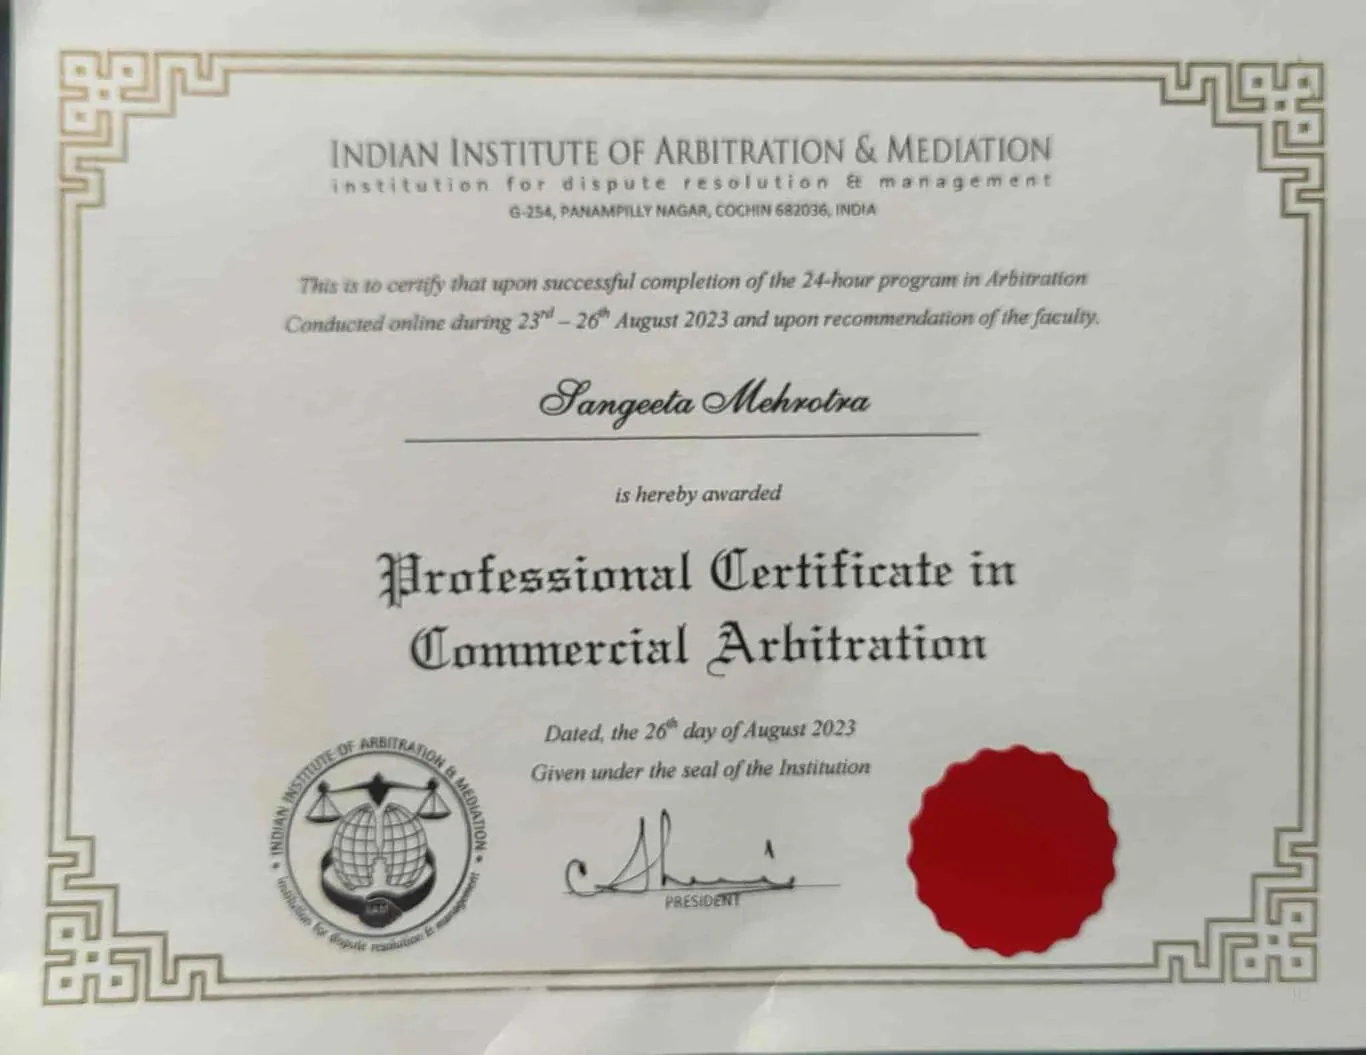 INDIAN INSTITUTE OF ARBITRATION & MEDIATION
institution for dispute resolution & management
G-254, PANAMPILLY NAGAR, COCHIN 682036, INDIA
This is to certify that upon successful completion of the 24-hour program in Arbitration
Conducted online during 23rd – 26th August 2023 and upon recommendation of the faculty.
Sangeeta Mehrotra
is hereby awarded
Professional Certificate in
Commercial Arbitration
Dated, the 26th day of August 2023
Given under the seal of the Institution
PRESIDENT
• INDIAN INSTITUTE OF ARBITRATION & MEDIATION •
institution for dispute resolution & management